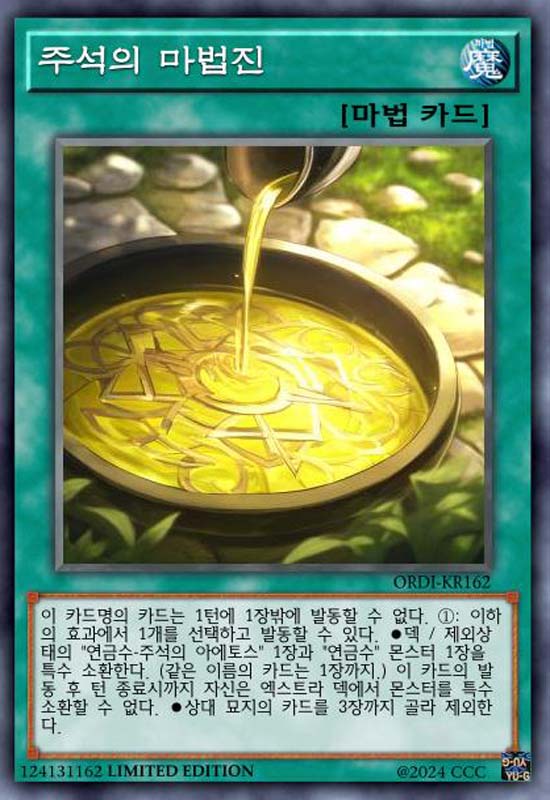 주석의 마법진
마법
魔
[마법 카드]
ORDI-KR162
이 카드명의 카드는 1턴에 1장밖에 발동할 수 없다. ①: 이하
의 효과에서 1개를 선택하고 발동할 수 있다. ●덱 / 제외상
태의 "연금수-주석의 아에토스" 1장과 "연금수" 몬스터 1장을
특수 소환한다. (같은 이름의 카드는 1장까지.) 이 카드의 발
동 후 턴 종료시까지 자신은 엑스트라 덱에서 몬스터를 특수
소환할 수 없다. ●상대 묘지의 카드를 3장까지 골라 제외한
다.
124131162 LIMITED EDITION
@2024 CCC
YU-G